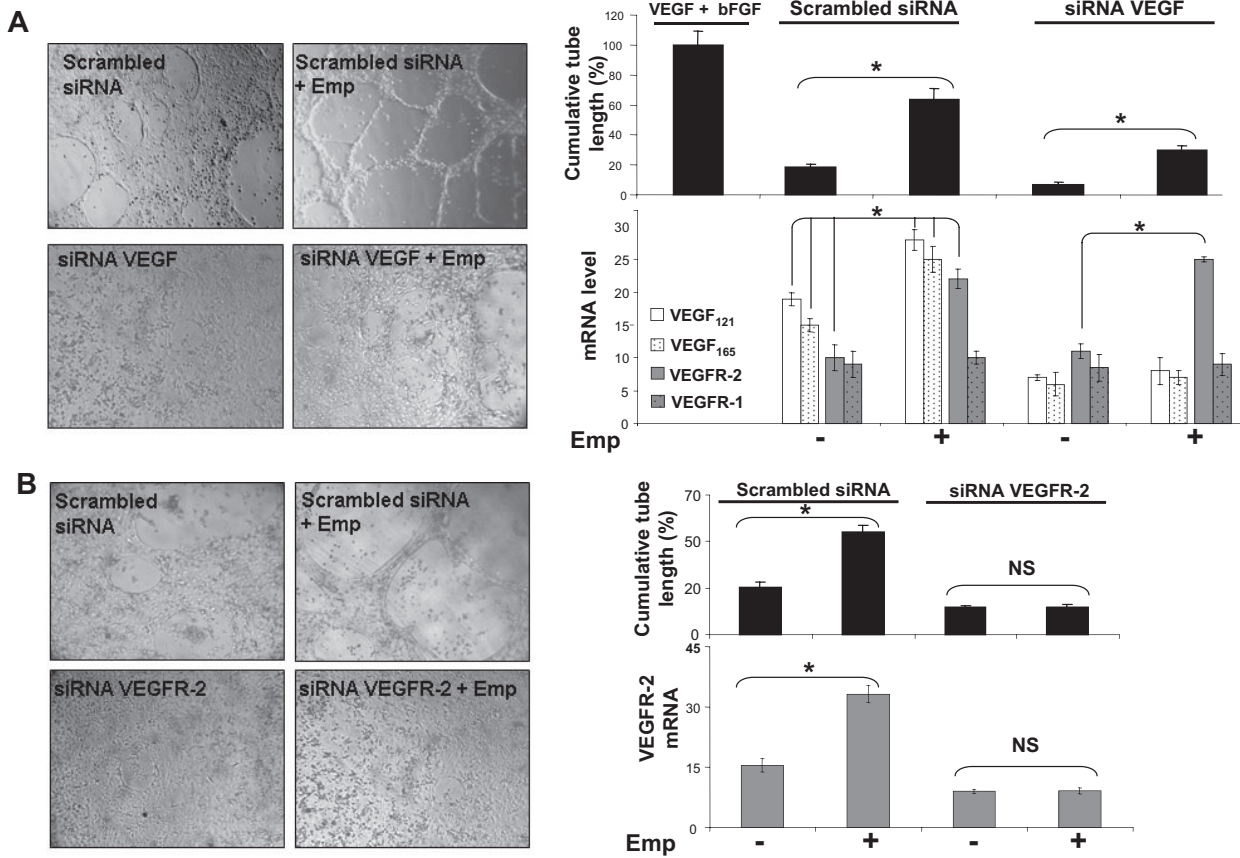 A
Scrambled
siRNA
Scrambled siRNA
+ Emp
siRNA VEGF
siRNA VEGF + Emp
VEGF + bFGF
Scrambled siRNA
siRNA VEGF
Cumulative tube
length (%)
120
100
80
60
40
20
0
*
*
mRNA level
30
25
20
15
10
5
0
*
*
VEGF121
VEGF165
VEGFR-2
VEGFR-1
Emp
-
+
-
+
B
Scrambled
siRNA
Scrambled siRNA
+ Emp
siRNA VEGFR-2
siRNA VEGFR-2 + Emp
Scrambled siRNA
siRNA VEGFR-2
Cumulative tube
length (%)
70
50
20
0
*
NS
VEGFR-2
mRNA
45
30
15
0
*
NS
Emp
-
+
-
+